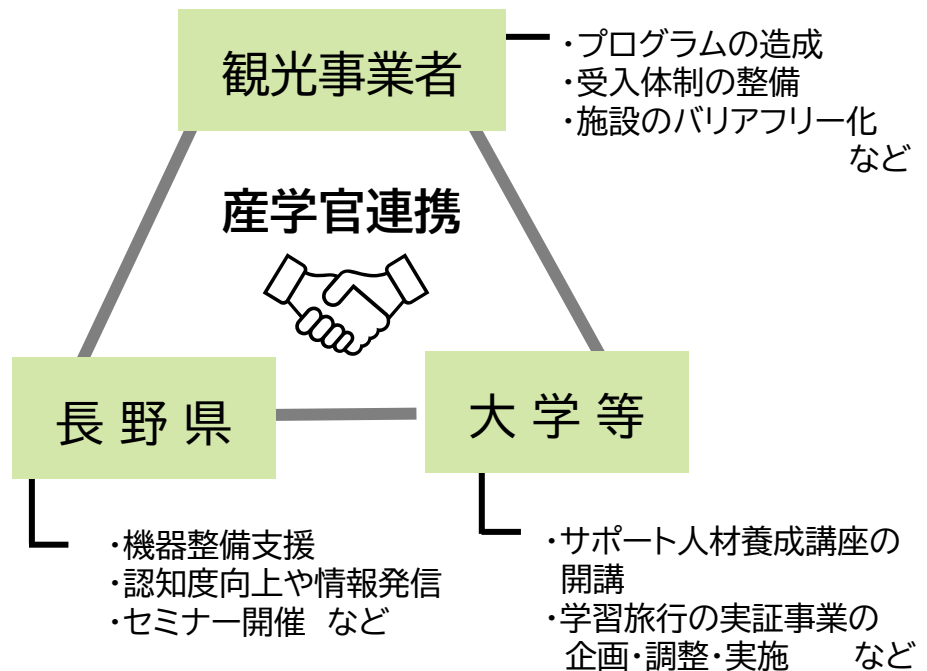 観光事業者
・プログラムの造成
・受入体制の整備
・施設のバリアフリー化
など
産学官連携
長野県
大学等
・機器整備支援
・認知度向上や情報発信
・セミナー開催 など
・サポート人材養成講座の
開講
・学習旅行の実証事業の
企画・調整・実施 など